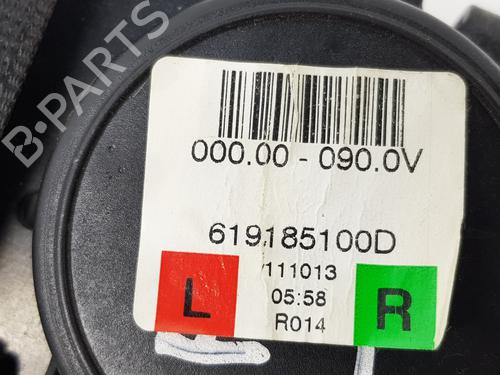 000.00 - 090.0V
619185100D
/111013
L
05:58
R
R014
B-PARTS